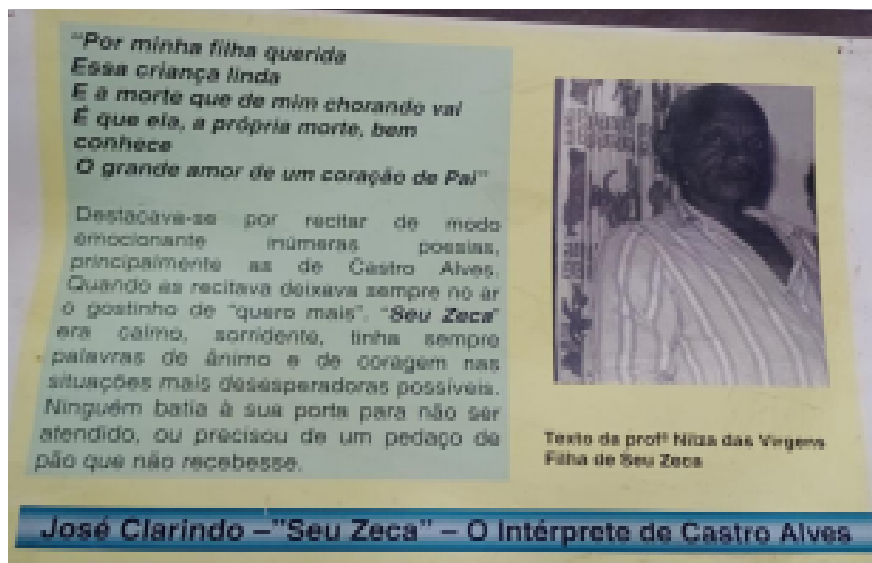 "Por minha filha querida
Essa criança linda
E a morte que de mim chorando vai
É que ela, a própria morte, bem
conhece
O grande amor de um coração de Pai"
Destacava-se por recitar de modo
emocionante inúmeras poesias,
principalmente as de Castro Alves.
Quando as recitava deixava sempre no ar
o gostinho de "quero mais". "Seu Zeca"
era calmo, sorridente, tinha sempre
palavras de ânimo e de coragem nas
situações mais desesperadoras possíveis.
Ninguém batia à sua porta para não ser
atendido, ou precisou de um pedaço de
pão que não recebesse.
Texto da profª Nilza das Virgens
Filha de Seu Zeca
José Clarindo –"Seu Zeca" – O Intérprete de Castro Alves